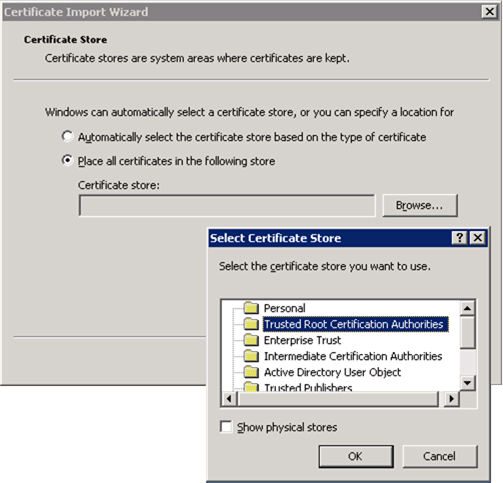 Certificate Import Wizard
Certificate Store
Certificate stores are system areas where certificates are kept.
Windows can automatically select a certificate store, or you can specify a location for
Automatically select the certificate store based on the type of certificate
Place all certificates in the following store
Certificate store:
Browse...
Select Certificate Store
Select the certificate store you want to use.
Personal
Trusted Root Certification Authorities
Enterprise Trust
Intermediate Certification Authorities
Active Directory User Object
Trusted Publishers
Show physical stores
OK Cancel